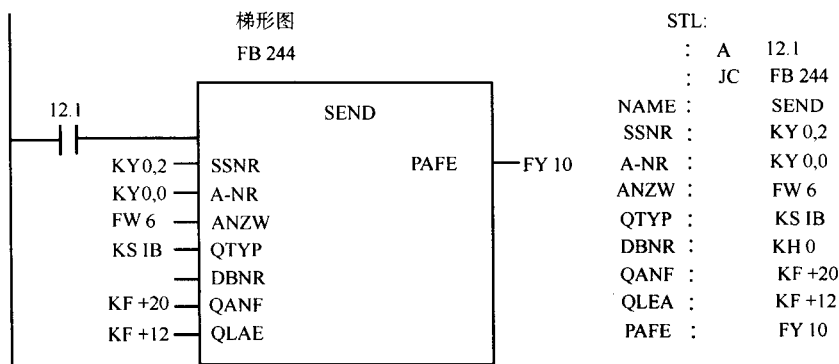 梯形图
FB 244
12.1
SEND
KY 0,2 SSNR PAFE FY 10
KY0,0 A-NR
FW 6 ANZW
KS IB QTYP
DBNR
KF +20 QANF
KF +12 QLAE
STL:
: A 12.1
: JC FB 244
NAME : SEND
SSNR : KY 0,2
A-NR : KY 0,0
ANZW : FW 6
QTYP : KS IB
DBNR : KH 0
QANF : KF +20
QLEA : KF +12
PAFE : FY 10